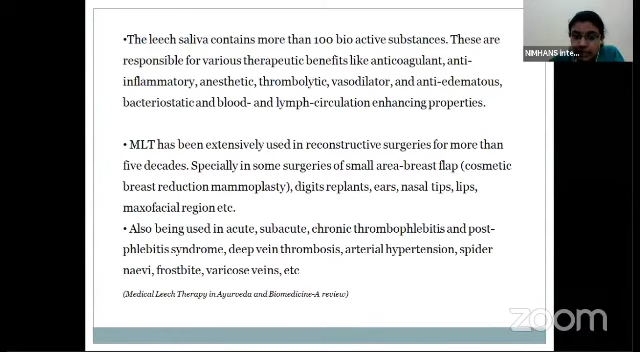 •The leech saliva contains more than 100 bio active substances. These are
responsible for various therapeutic benefits like anticoagulant, anti-
inflammatory, anesthetic, thrombolytic, vasodilator, and anti-edematous,
bacteriostatic and blood- and lymph-circulation enhancing properties.
• MLT has been extensively used in reconstructive surgeries for more than
five decades. Specially in some surgeries of small area-breast flap (cosmetic
breast reduction mammoplasty), digits replants, ears, nasal tips, lips,
maxofacial region etc.
• Also being used in acute, subacute, chronic thrombophlebitis and post-
phlebitis syndrome, deep vein thrombosis, arterial hypertension, spider
naevi, frostbite, varicose veins, etc
(Medical Leech Therapy in Ayurveda and Biomedicine-A review)
NIMHANS inte...
zoom